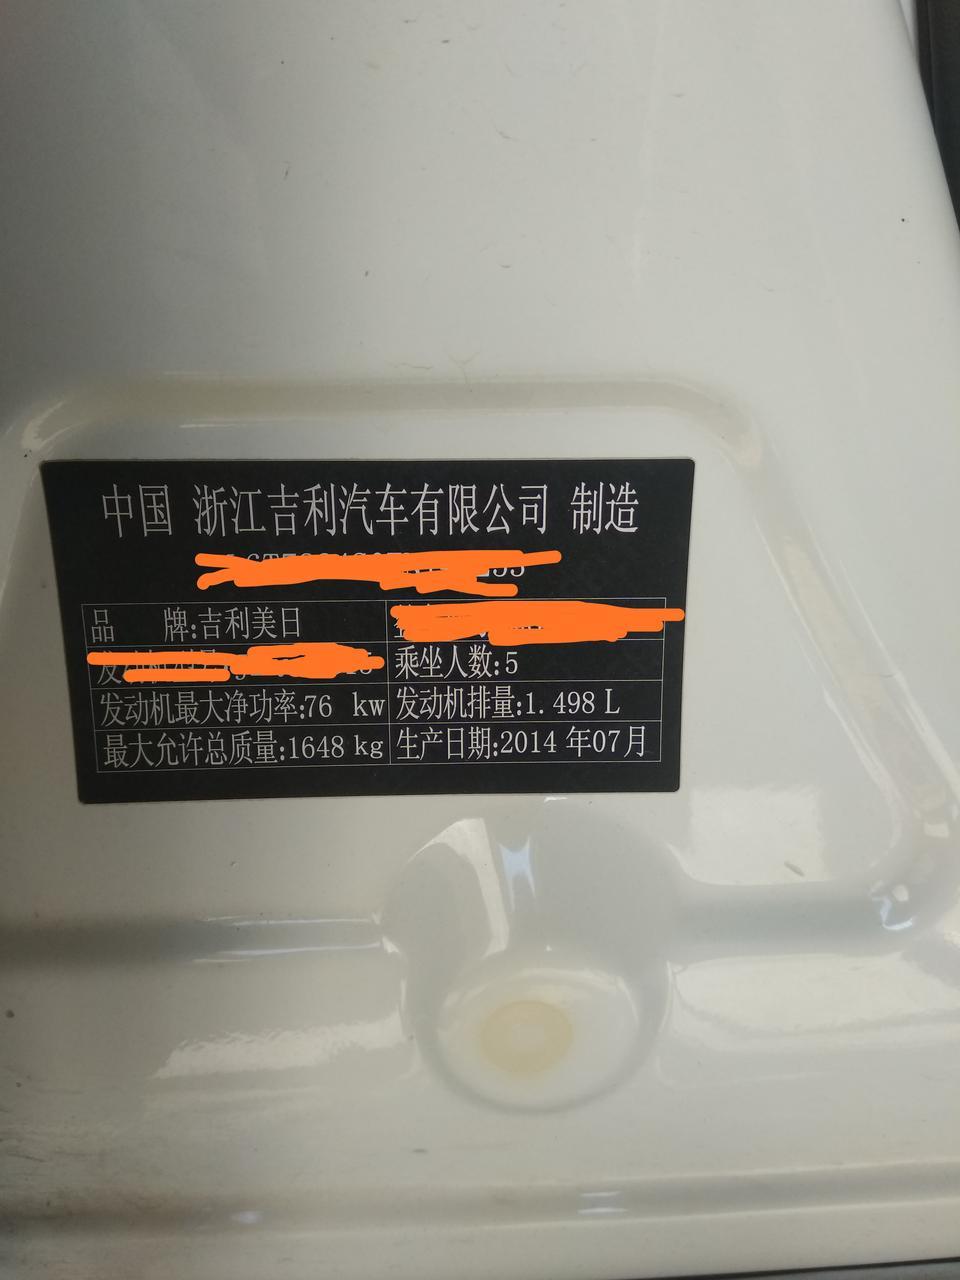 中国 浙江吉利汽车有限公司 制造
品 牌:吉利美日
乘坐人数:5
发动机最大净功率:76 kw 发动机排量:1.498 L
最大允许总质量:1648 kg 生产日期:2014 年07月